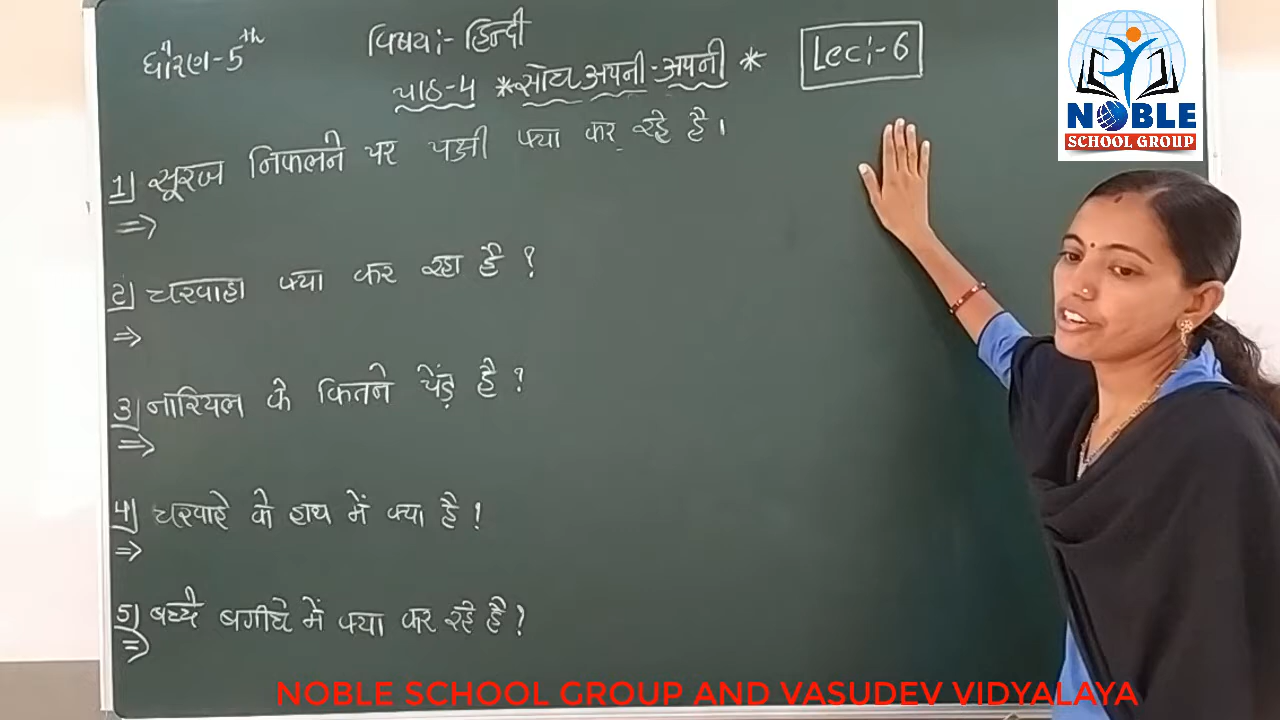 धोरण-5th
विषय:- हिन्दी
पाठ-4 *सोच अपनी-अपनी *
Lec:-6
NOBLE
SCHOOL GROUP
1) सूरज निकलने पर पक्षी क्या कर रहे है।
⇒
2) चरवाहा क्या कर रहा है ?
⇒
3) नारियल के कितने पेंड़ है ?
⇒
4) चरवाहे के हाथ में क्या है !
⇒
5) बच्चे बगीचे में क्या कर रहे है ?
⇒
NOBLE SCHOOL GROUP AND VASUDEV VIDYALAYA